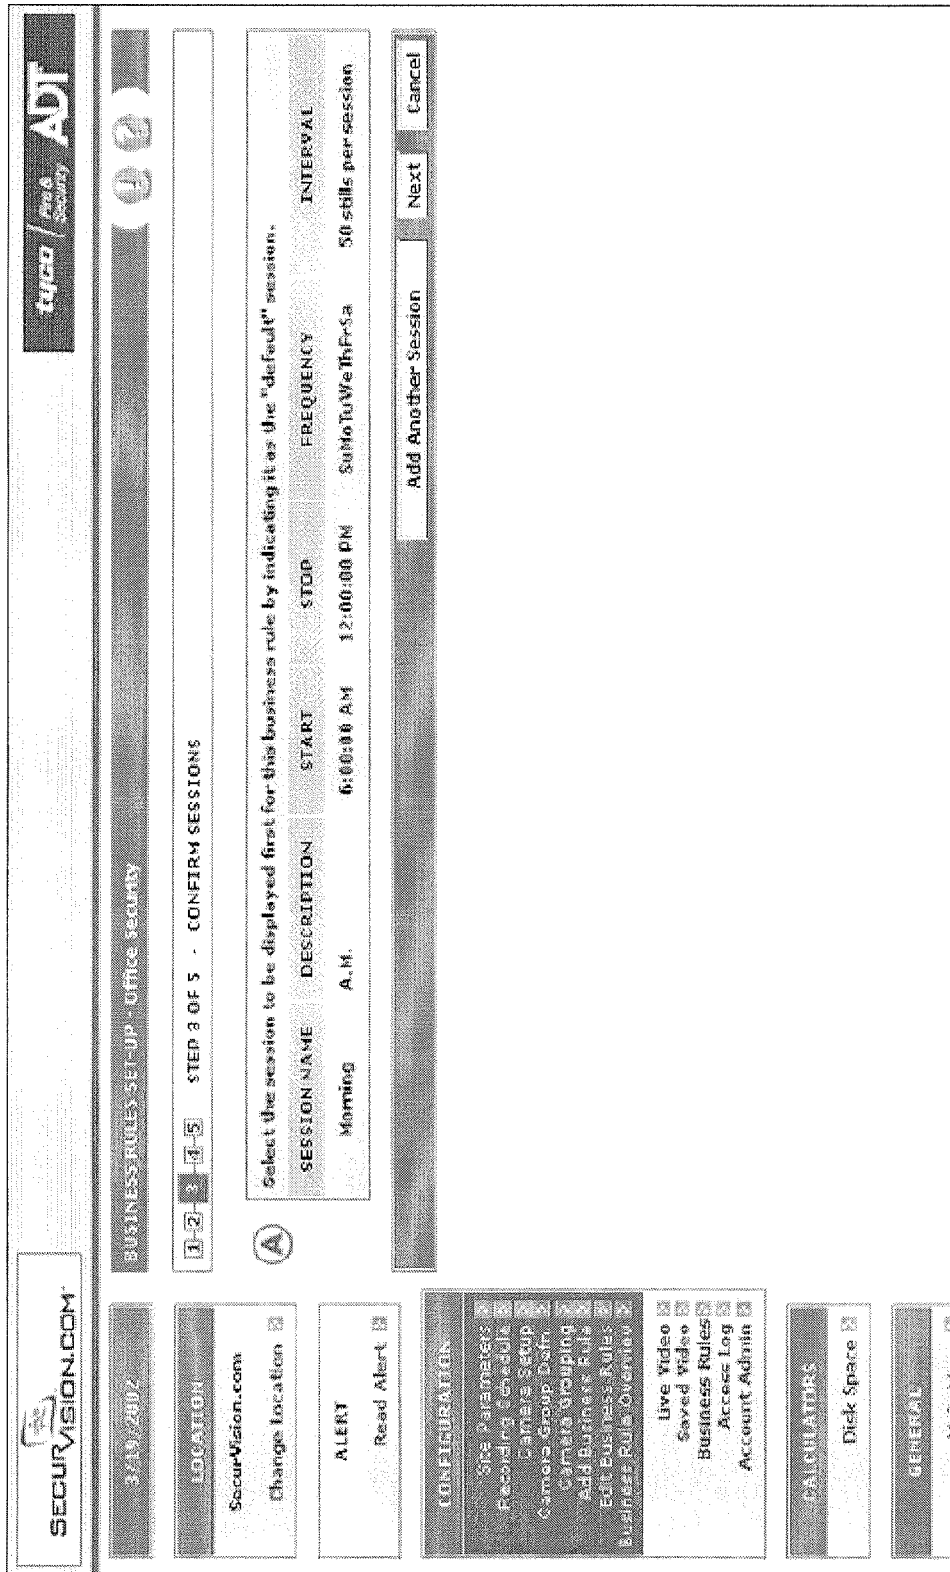 SECURVISION.COM
tyco Fire & Security ADT
3/19/2002
LOCATION
SecurVision.com
Change Location
ALERT
Read Alert
CONFIGURATION
Site Parameters
Recording Schedule
Camera Setup
Camera Group Defn
Camera Grouping
Add Business Rule
Edit Business Rules
Business Rule Overview
Live Video
Saved Video
Business Rules
Access Log
Account Admin
CALCULATORS
Disk Space
GENERAL
BUSINESS RULES SET-UP - Office security
! ?
1-2-3-4-5 STEP 3 OF 5 - CONFIRM SESSIONS
A
Select the session to be displayed first for this business rule by indicating it as the "default" session.
SESSION NAME DESCRIPTION START STOP FREQUENCY INTERVAL
Morning A.M. 6:00:00 AM 12:00:00 PM SuMoTuWeThFrSa 50 stills per session
Add Another Session Next Cancel